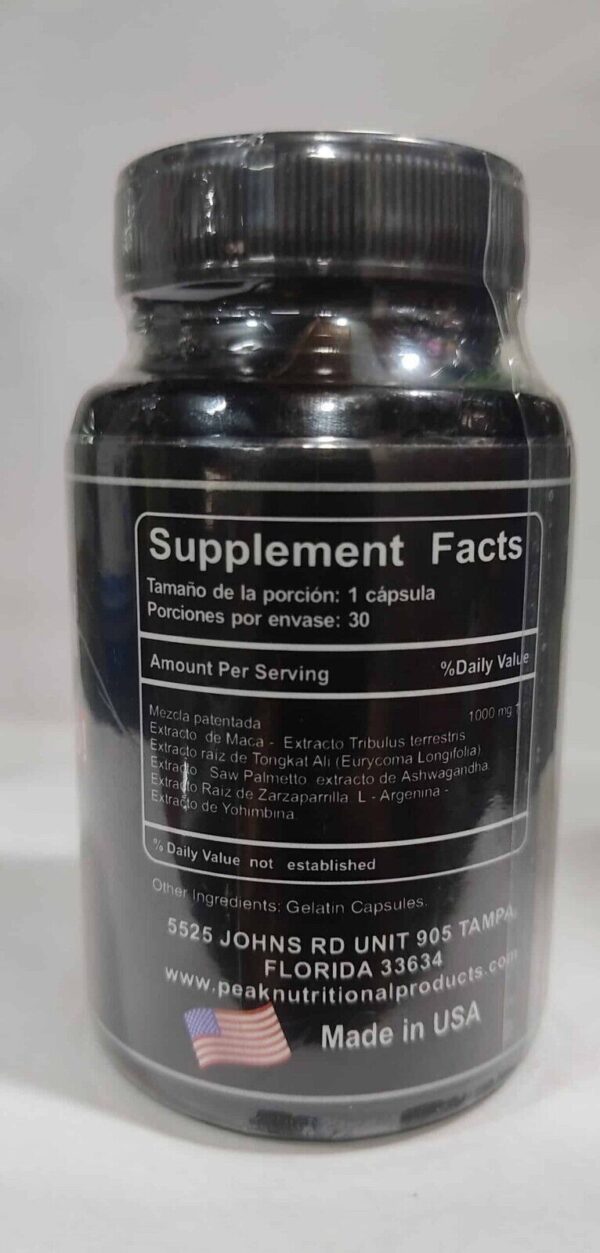 Supplement Facts
Tamaño de la porción: 1 cápsula
Porciones por envase: 30
Amount Per Serving %Daily Value
Mezcla patentada 1000 mg
Extracto de Maca - Extracto Tribulus terrestris
Extracto raiz de Tongkat Ali (Eurycoma Longifolia)
Extracto Saw Palmetto extracto de Ashwagandha
Extracto Raiz de Zarzaparrilla L - Argenina -
Extracto de Yohimbina.
% Daily Value not established
Other Ingredients: Gelatin Capsules.
5525 JOHNS RD UNIT 905 TAMPA,
FLORIDA 33634
www.peaknutritionalproducts.com
Made in USA